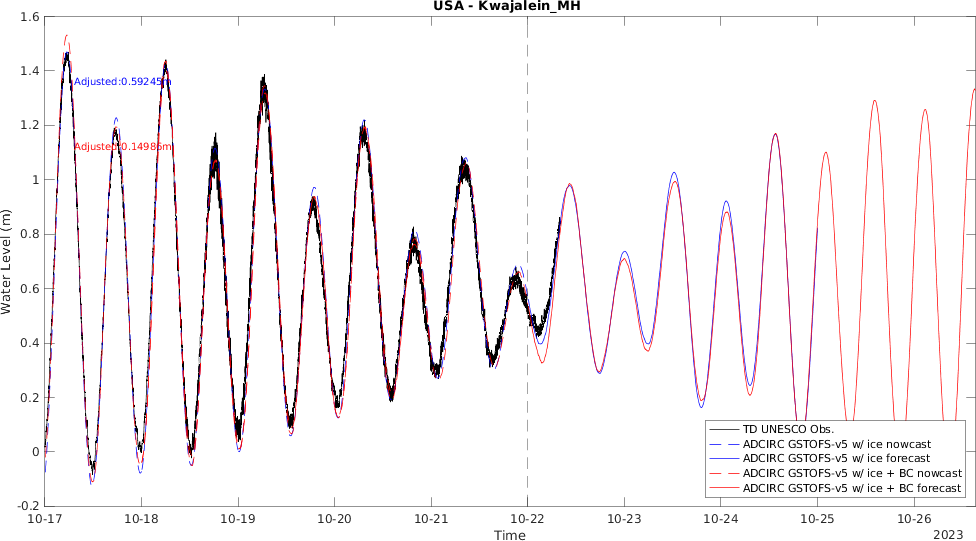 USA - Kwajalein_MH
1.6
1.4
1.2
1
0.8
0.6
0.4
0.2
0
-0.2
Water Level (m)
Adjusted:0.59245m
Adjusted:0.14986m
TD UNESCO Obs.
ADCIRC GSTOFS-v5 w/ ice nowcast
ADCIRC GSTOFS-v5 w/ ice forecast
ADCIRC GSTOFS-v5 w/ ice + BC nowcast
ADCIRC GSTOFS-v5 w/ ice + BC forecast
10-17 10-18 10-19 10-20 10-21 10-22 10-23 10-24 10-25 10-26
Time
2023